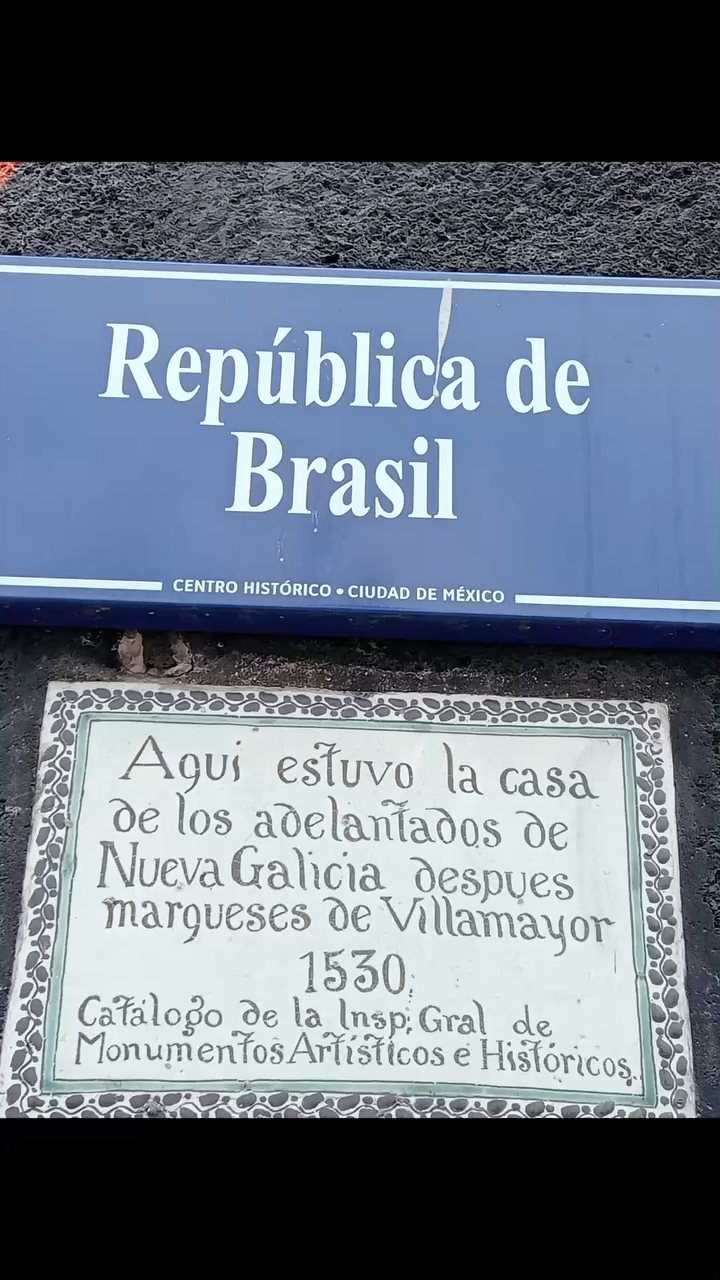 República de
Brasil
CENTRO HISTÓRICO • CIUDAD DE MÉXICO
Aqui estuvo la casa
de los adelantados de
Nueva Galicia despues
marqueses de Villamayor
1530.
Catálogo de la Insp. Gral de
Monumentos Artísticos e Históricos.